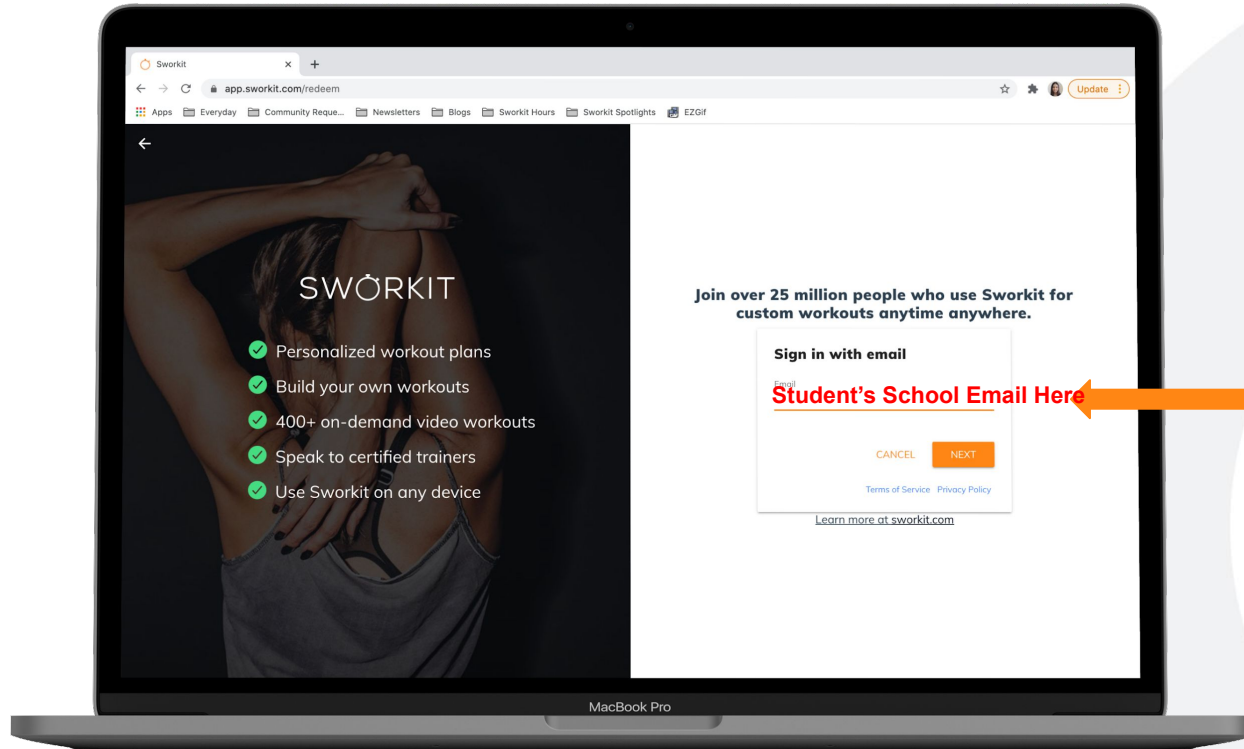 Sworkit
app.sworkit.com/redeem
Update
Apps Everyday Community Reque... Newsletters Blogs Sworkit Hours Sworkit Spotlights EZGif
SWORKIT
Personalized workout plans
Build your own workouts
400+ on-demand video workouts
Speak to certified trainers
Use Sworkit on any device
Join over 25 million people who use Sworkit for
custom workouts anytime anywhere.
Sign in with email
Email
Student's School Email Here
CANCEL NEXT
Terms of Service Privacy Policy
Learn more at sworkit.com
MacBook Pro